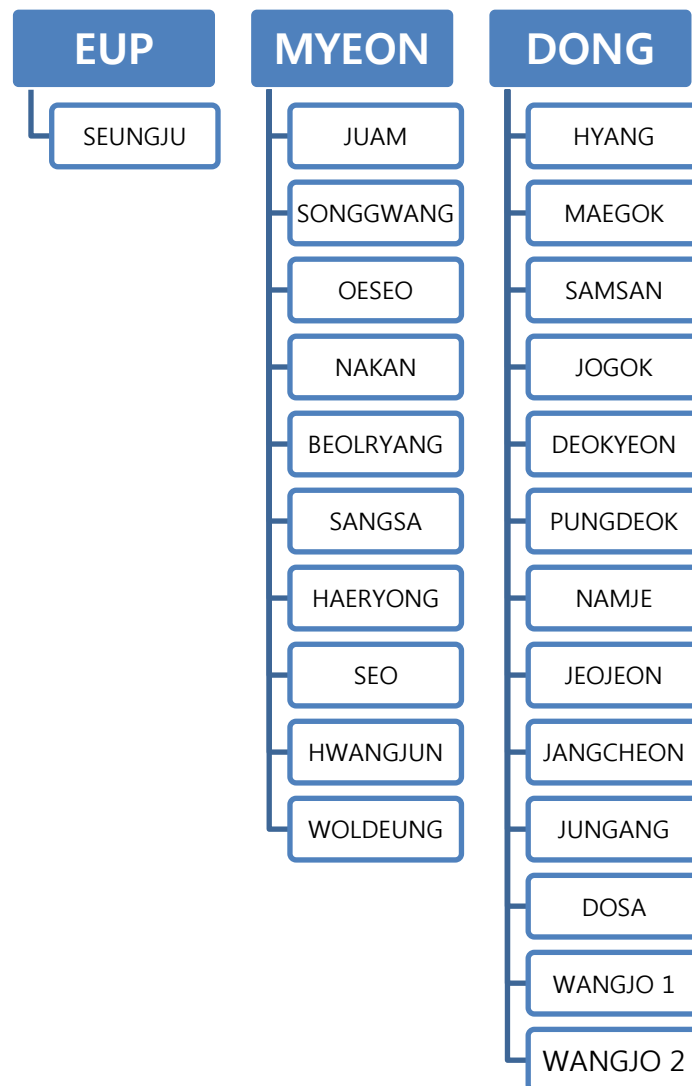 EUP
SEUNGJU
MYEON
JUAM
SONGGWANG
OESEO
NAKAN
BEOLRYANG
SANGSA
HAERYONG
SEO
HWANGJUN
WOLDEUNG
DONG
HYANG
MAEGOK
SAMSAN
JOGOK
DEOKYEON
PUNGDEOK
NAMJE
JEOJEON
JANGCHEON
JUNGANG
DOSA
WANGJO 1
WANGJO 2